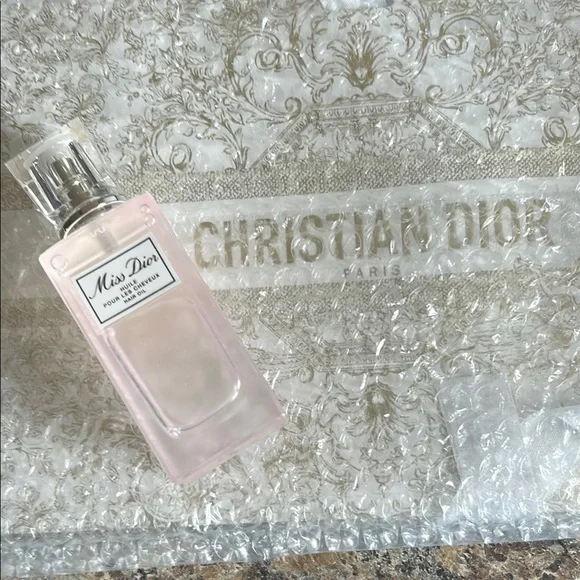 CHRISTIAN DIOR
PARIS
Miss Dior
HUILE
POUR LES CHEVEUX
HAIR OIL